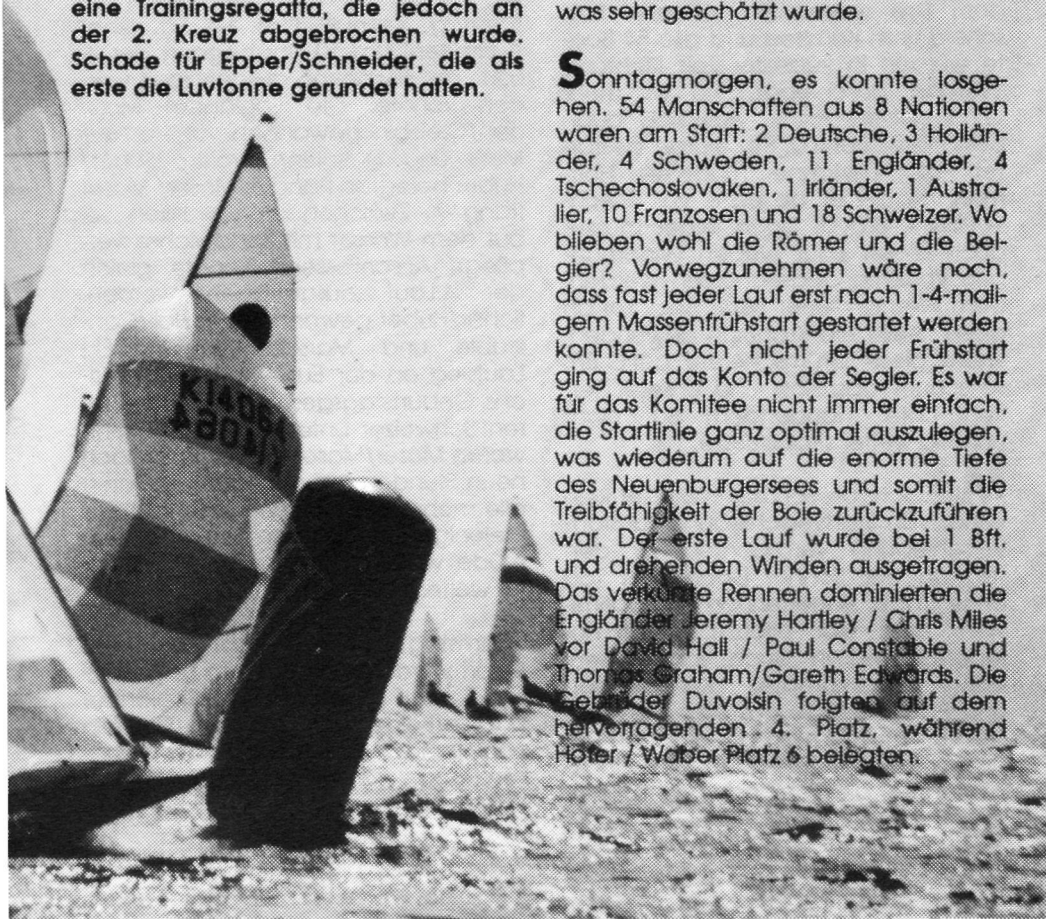 eine Trainingsregatta, die jedoch an
der 2. Kreuz abgebrochen wurde.
Schade für Epper/Schneider, die als
erste die Luvtonne gerundet hatten.
was sehr geschätzt wurde.
Sonntagmorgen, es konnte losge-
hen. 54 Manschaften aus 8 Nationen
waren am Start: 2 Deutsche, 3 Hollän-
der, 4 Schweden, 11 Engländer, 4
Tschechoslovaken, 1 Irländer, 1 Austra-
lier, 10 Franzosen und 18 Schweizer. Wo
blieben wohl die Römer und die Bel-
gier? Vorwegzunehmen wäre noch,
dass fast jeder Lauf erst nach 1-4-mali-
gem Massenfrühstart gestartet werden
konnte. Doch nicht jeder Frühstart
ging auf das Konto der Segler. Es war
für das Komitee nicht immer einfach,
die Startlinie ganz optimal auszulegen,
was wiederum auf die enorme Tiefe
des Neuenburgersees und somit die
Treibfähigkeit der Boie zurückzuführen
war. Der erste Lauf wurde bei 1 Bft.
und drehenden Winden ausgetragen.
Das verkürzte Rennen dominierten die
Engländer Jeremy Hartley / Chris Miles
vor David Hall / Paul Constable und
Thomas Graham/Gareth Edwards. Die
Gebrüder Duvoisin folgten auf dem
hervorragenden 4. Platz, während
Hofer / Waber Platz 6 belegten.
K14064
K14064